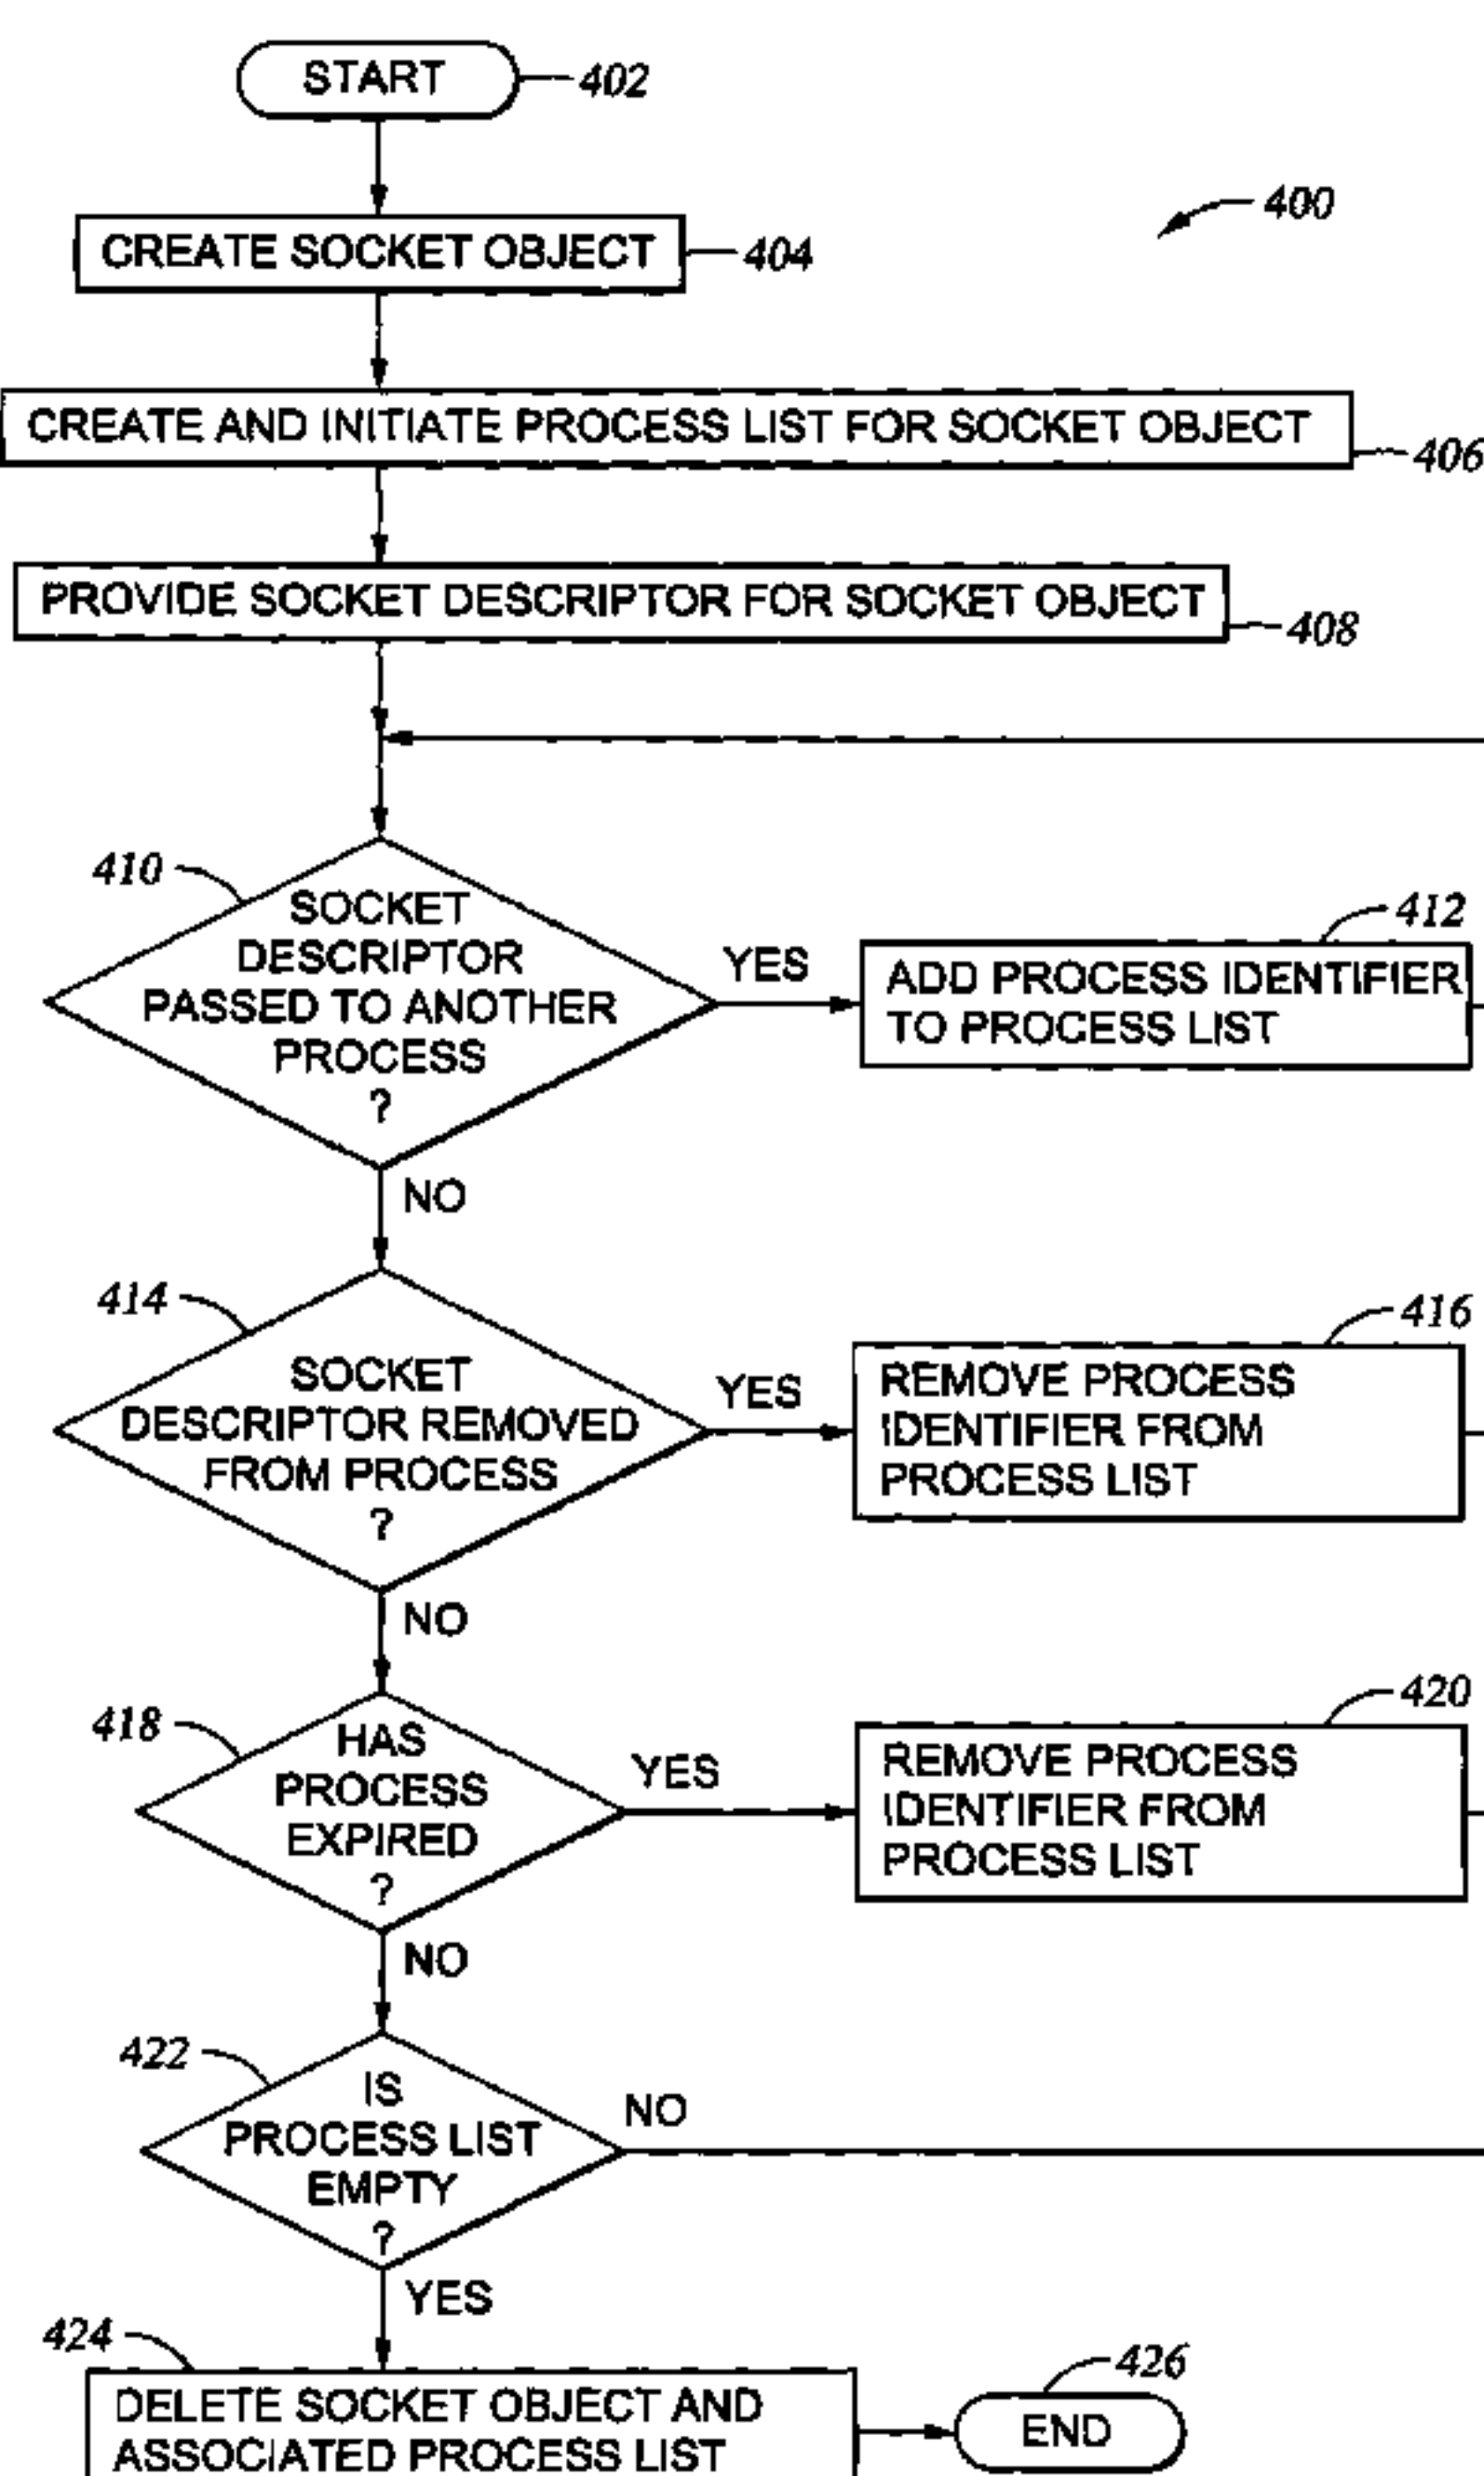 START
402
400
CREATE SOCKET OBJECT
404
CREATE AND INITIATE PROCESS LIST FOR SOCKET OBJECT
406
PROVIDE SOCKET DESCRIPTOR FOR SOCKET OBJECT
408
410
SOCKET
DESCRIPTOR
PASSED TO ANOTHER
PROCESS
?
YES
412
ADD PROCESS IDENTIFIER
TO PROCESS LIST
NO
414
SOCKET
DESCRIPTOR REMOVED
FROM PROCESS
?
YES
416
REMOVE PROCESS
IDENTIFIER FROM
PROCESS LIST
NO
418
HAS
PROCESS
EXPIRED
?
YES
420
REMOVE PROCESS
IDENTIFIER FROM
PROCESS LIST
NO
422
IS
PROCESS LIST
EMPTY
?
NO
YES
424
DELETE SOCKET OBJECT AND
ASSOCIATED PROCESS LIST
426
END